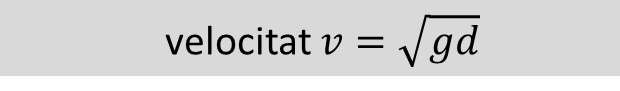 velocitat v = √gd